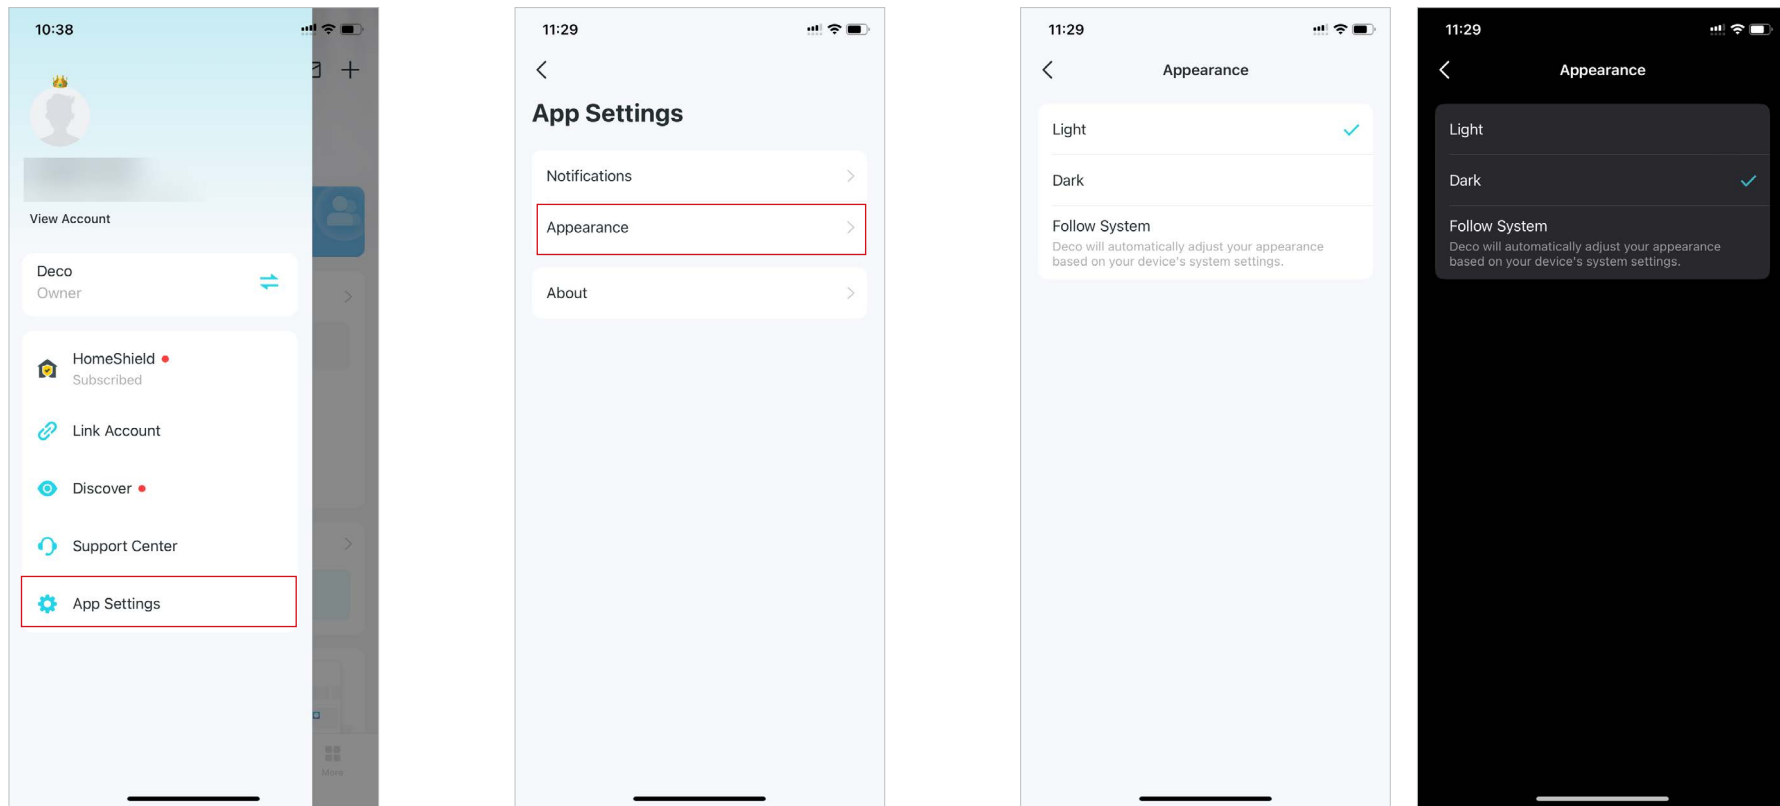 10:38
View Account
Deco
Owner
HomeShield
Subscribed
Link Account
Discover
Support Center
App Settings
More
11:29
App Settings
Notifications
Appearance
About
11:29
Appearance
Light
Dark
Follow System
Deco will automatically adjust your appearance
based on your device's system settings.
11:29
Appearance
Light
Dark
Follow System
Deco will automatically adjust your appearance
based on your device's system settings.